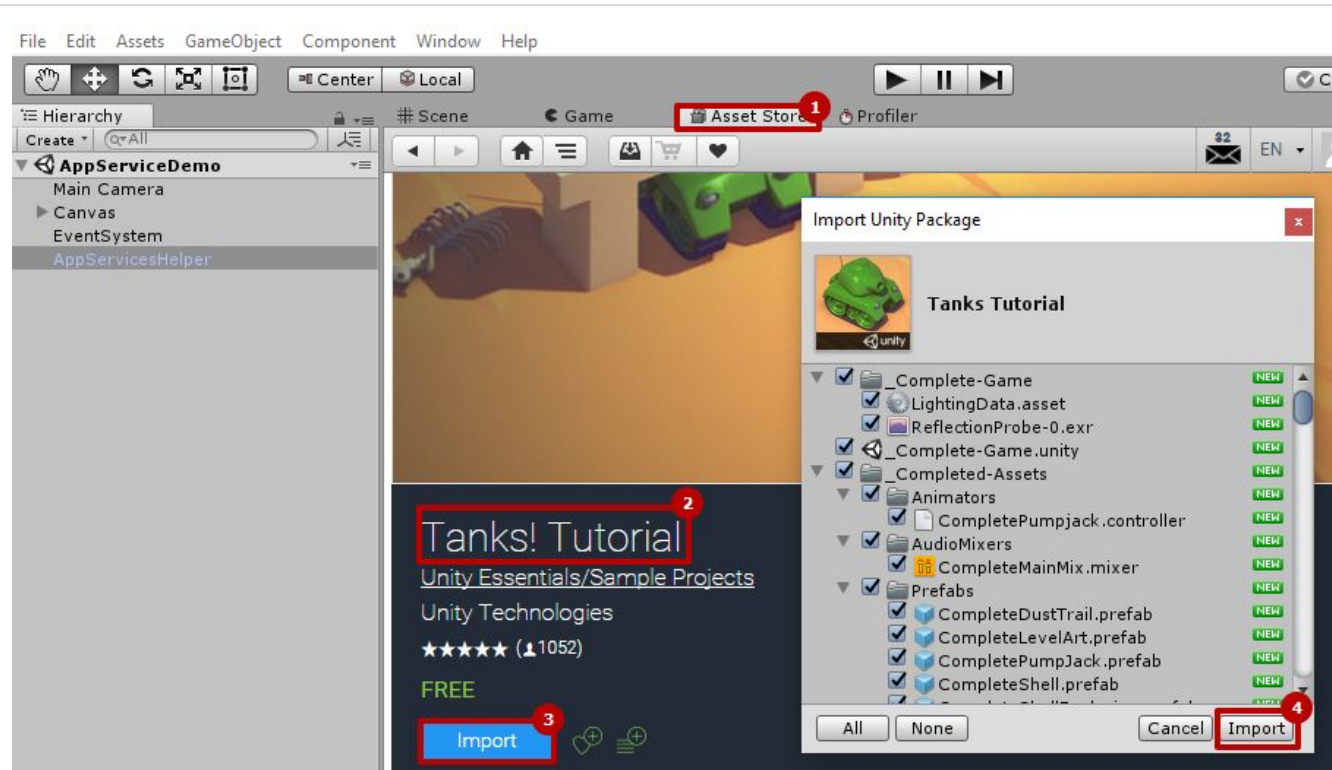 File Edit Assets GameObject Component Window Help
Center Local
Hierarchy
Scene Game Asset Store Profiler
1
Create All
32
EN
AppServiceDemo
Main Camera
Canvas
EventSystem
AppServicesHelper
Import Unity Package
x
Tanks Tutorial
unity
_Complete-Game NEW
LightingData.asset NEW
ReflectionProbe-0.exr NEW
_Complete-Game.unity NEW
_Completed-Assets NEW
Animators NEW
CompletePumpjack.controller NEW
AudioMixers NEW
CompleteMainMix.mixer NEW
Prefabs NEW
CompleteDustTrail.prefab NEW
CompleteLevelArt.prefab NEW
CompletePumpJack.prefab NEW
CompleteShell.prefab NEW
All None Cancel Import
4
2
Tanks! Tutorial
Unity Essentials/Sample Projects
Unity Technologies
★★★★★ (1052)
FREE
3
Import